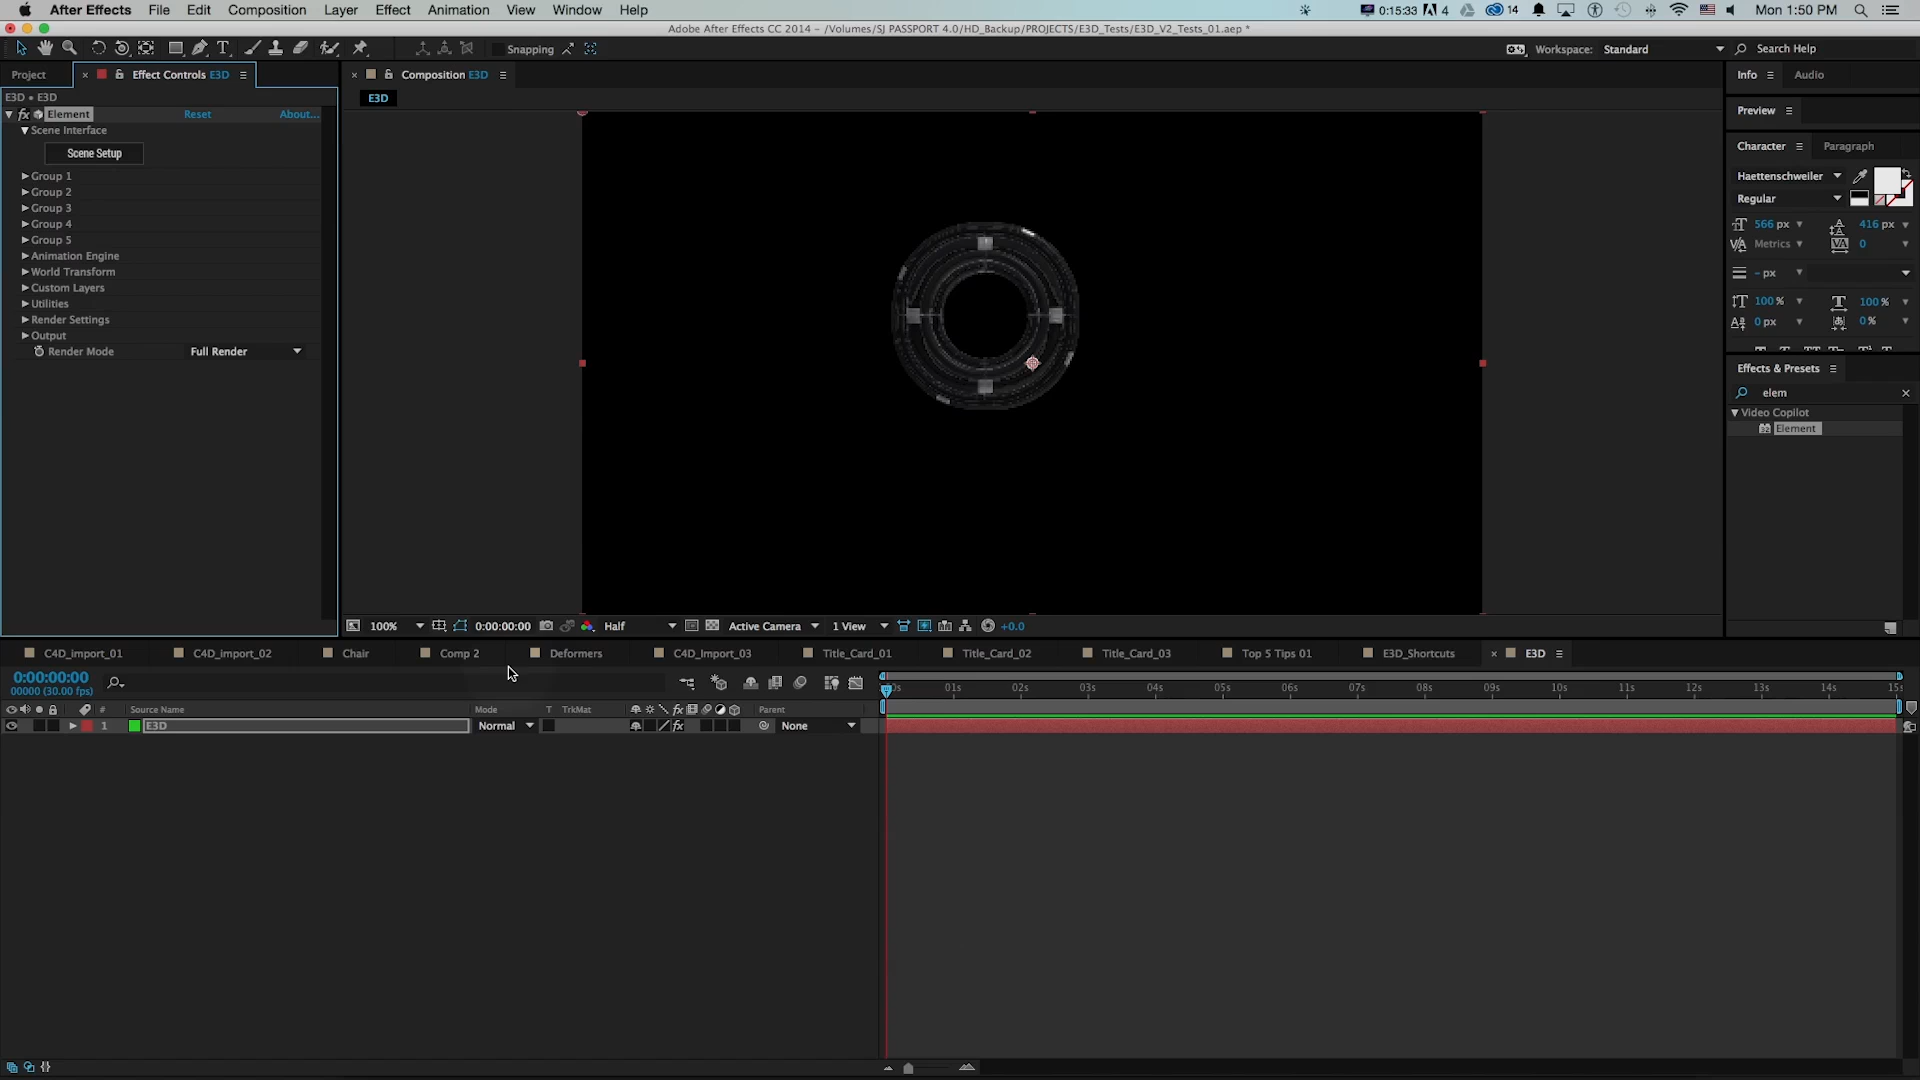 After Effects File Edit Composition Layer Effect Animation View Window Help 0:15:33 4 14 Mon 1:50 PM
Adobe After Effects CC 2014 - /Volumes/SJ PASSPORT 4.0/HD_Backup/PROJECTS/E3D_Tests/E3D_V2_Tests_01.aep *
Snapping Workspace: Standard Search Help
Project Effect Controls E3D Composition E3D Info Audio
E3D • E3D E3D
fx Element Reset About... Preview
Scene Interface
Scene Setup Character Paragraph
Group 1 Haettenschweiler
Group 2 Regular
Group 3
Group 4 566 px 416 px
Group 5 Metrics 0
Animation Engine
World Transform - px
Custom Layers
Utilities 100 % 100 %
Render Settings 0 px 0 %
Output
Render Mode Full Render
Effects & Presets
elem
Video Copilot
Element
100% 0:00:00:00 Half Active Camera 1 View +0.0
C4D_import_01 C4D_import_02 Chair Comp 2 Deformers C4D_Import_03 Title_Card_01 Title_Card_02 Title_Card_03 Top 5 Tips 01 E3D_Shortcuts E3D
0:00:00:00
00000 (30.00 fps) 01s 02s 03s 04s 05s 06s 07s 08s 09s 10s 11s 12s 13s 14s 15s
# Source Name Mode T TrkMat fx Parent
1 E3D Normal fx None